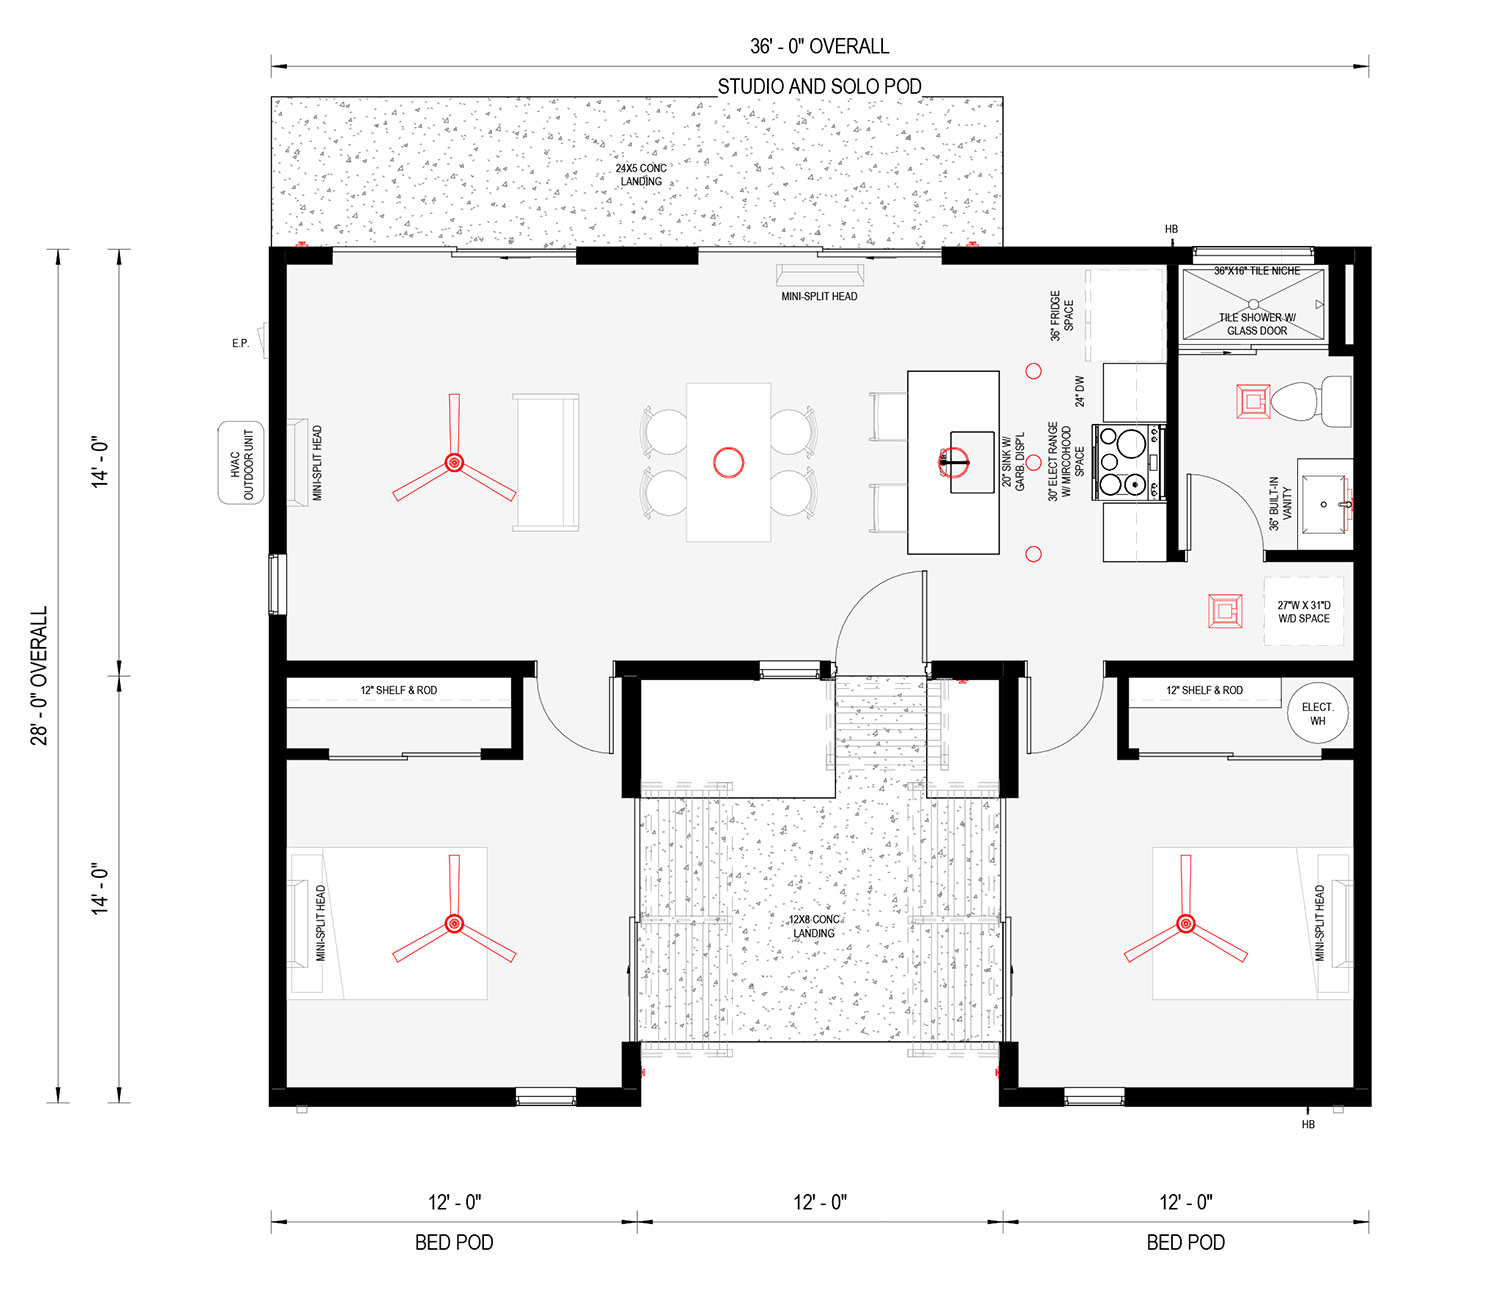 36' - 0" OVERALL
STUDIO AND SOLO POD
24X5 CONC
LANDING
HB
36"X16" TILE NICHE
TILE SHOWER W/
GLASS DOOR
MINI-SPLIT HEAD
36" FRIDGE
SPACE
E.P.
24" DW
HVAC
OUTDOOR UNIT
MINI-SPLIT HEAD
20" SINK W/
GARB. DISP'L
30" ELECT RANGE
W/ MIRCOHOOD
SPACE
36" BUILT-IN
VANITY
14' - 0"
27"W X 31"D
W/D SPACE
28' - 0" OVERALL
12" SHELF & ROD
12" SHELF & ROD
ELECT.
WH
14' - 0"
MINI-SPLIT HEAD
12X8 CONC
LANDING
MINI-SPLIT HEAD
HB
12' - 0"
12' - 0"
12' - 0"
BED POD
BED POD